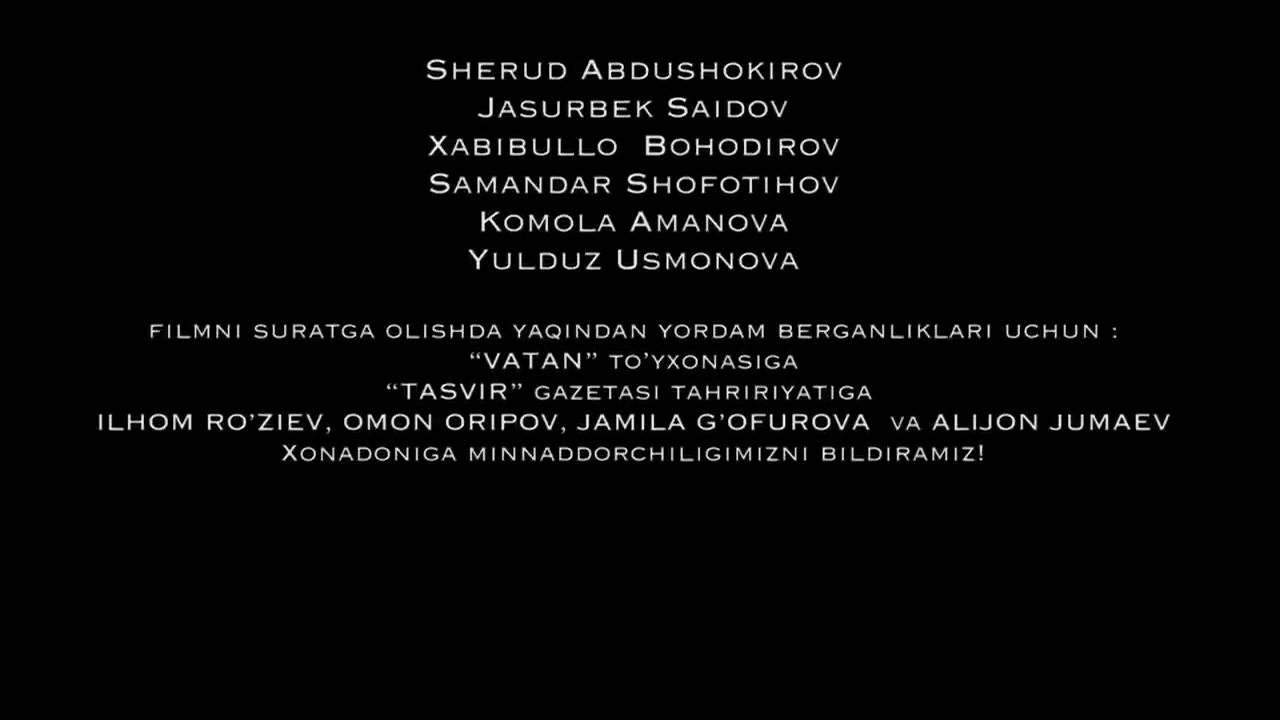 Sherud Abdushokirov
Jasurbek Saidov
Xabibullo Bohodirov
Samandar Shofotihov
Komola Amanova
Yulduz Usmonova
FILMNI SURATGA OLISHDA YAQINDAN YORDAM BERGANLIKLARI UCHUN :
“VATAN” TO’YXONASIGA
“TASVIR” GAZETASI TAHRIRIYATIGA
ILHOM RO’ZIEV, OMON ORIPOV, JAMILA G’OFUROVA VA ALIJON JUMAEV
XONADONIGA MINNADDORCHILIGIMIZNI BILDIRAMIZ!